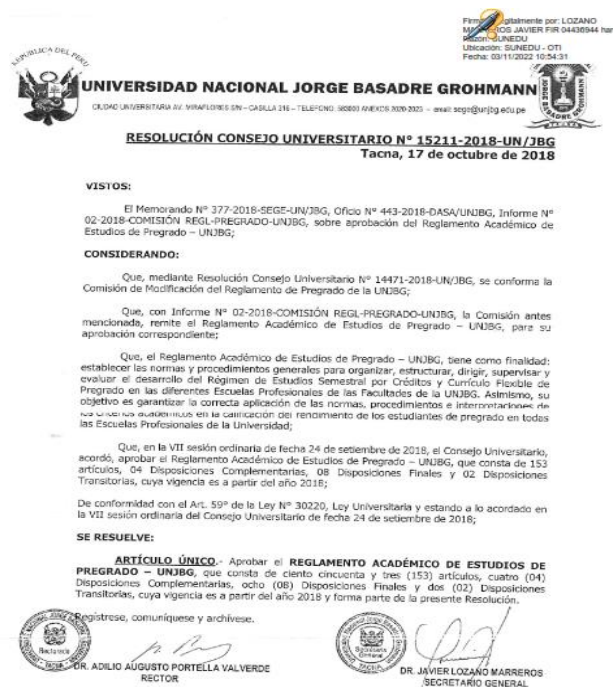 Firm gitalmente por: LOZANO
ROS JAVIER FIR 04436944 har
SUNEDU
Ubicación: SUNEDU - OTI
Fecha: 03/11/2022 10:54:31
REPUBLICA DEL PERU
UNIVERSIDAD NACIONAL JORGE BASADRE GROHMANN
CIUDAD UNIVERSITARIA AV. MIRAFLORES S/N – CASILLA 316 – TELEFONO 583000 ANEXOS 2020-2023 – email: sege@unjbg.edu.pe
RESOLUCIÓN CONSEJO UNIVERSITARIO N° 15211-2018-UN/JBG
Tacna, 17 de octubre de 2018
VISTOS:
El Memorando N° 377-2018-SEGE-UN/JBG, Oficio N° 443-2018-DASA/UNJBG, Informe N°
02-2018-COMISIÓN REGL-PREGRADO-UNJBG, sobre aprobación del Reglamento Académico de
Estudios de Pregrado – UNJBG;
CONSIDERANDO:
Que, mediante Resolución Consejo Universitario N° 14471-2018-UN/JBG, se conforma la
Comisión de Modificación del Reglamento de Pregrado de la UNJBG;
Que, con Informe N° 02-2018-COMISIÓN REGL-PREGRADO-UNJBG, la Comisión antes
mencionada, remite el Reglamento Académico de Estudios de Pregrado – UNJBG, para su
aprobación correspondiente;
Que, el Reglamento Académico de Estudios de Pregrado – UNJBG, tiene como finalidad:
establecer las normas y procedimientos generales para organizar, estructurar, dirigir, supervisar y
evaluar el desarrollo del Régimen de Estudios Semestral por Créditos y Currículo Flexible de
Pregrado en las diferentes Escuelas Profesionales de las Facultades de la UNJBG. Asimismo, su
objetivo es garantizar la correcta aplicación de las normas, procedimientos e interpretaciones de
los criterios académicos en la calificación del rendimiento de los estudiantes de pregrado en todas
las Escuelas Profesionales de la Universidad;
Que, en la VII sesión ordinaria de fecha 24 de setiembre de 2018, el Consejo Universitario,
acordó, aprobar el Reglamento Académico de Estudios de Pregrado – UNJBG, que consta de 153
artículos, 04 Disposiciones Complementarias, 08 Disposiciones Finales y 02 Disposiciones
Transitorias, cuya vigencia es a partir del año 2018;
De conformidad con el Art. 59° de la Ley N° 30220, Ley Universitaria y estando a lo acordado en
la VII sesión ordinaria del Consejo Universitario de fecha 24 de setiembre de 2018;
SE RESUELVE:
ARTÍCULO ÚNICO.- Aprobar el REGLAMENTO ACADÉMICO DE ESTUDIOS DE
PREGRADO – UNJBG, que consta de ciento cincuenta y tres (153) artículos, cuatro (04)
Disposiciones Complementarias, ocho (08) Disposiciones Finales y dos (02) Disposiciones
Transitorias, cuya vigencia es a partir del año 2018 y forma parte de la presente Resolución.
Regístrese, comuníquese y archívese.
Rectorado
Secretaría
General
TACNA
DR. ADILIO AUGUSTO PORTELLA VALVERDE
RECTOR
DR. JAVIER LOZANO MARREROS
SECRETARIO GENERAL